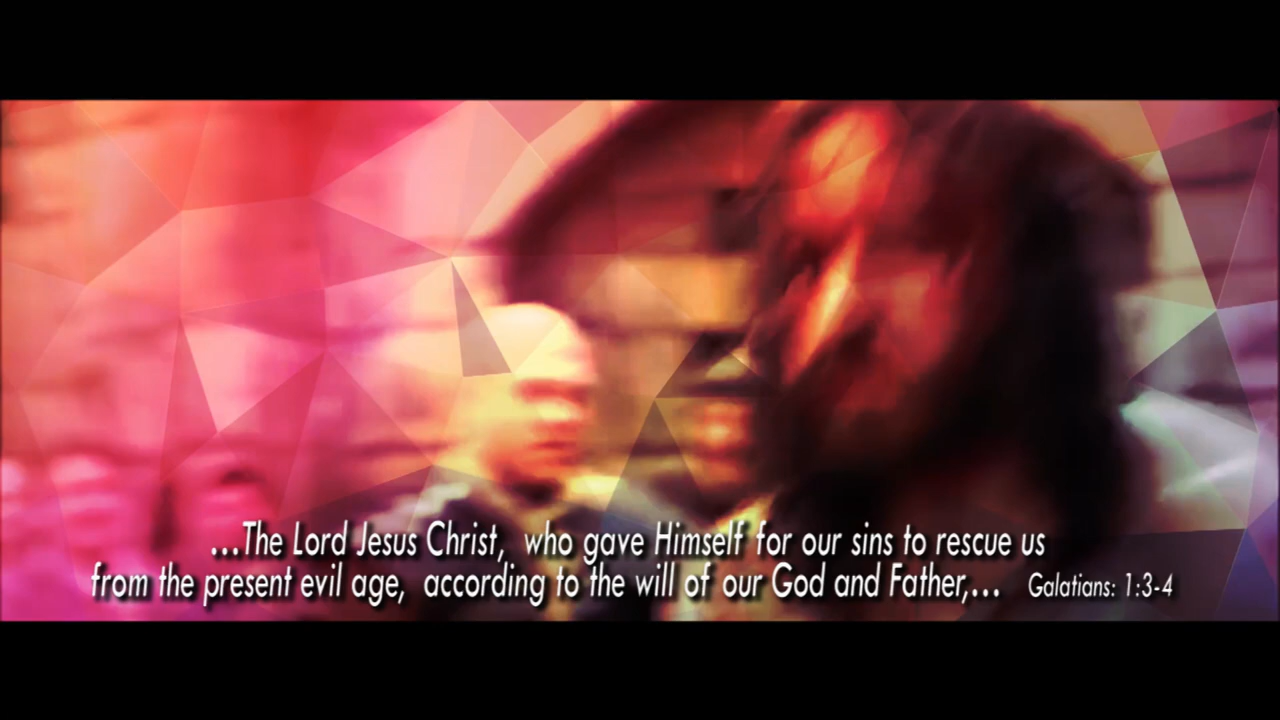 ...The Lord Jesus Christ, who gave Himself for our sins to rescue us
from the present evil age, according to the will of our God and Father,... Galatians: 1:3-4